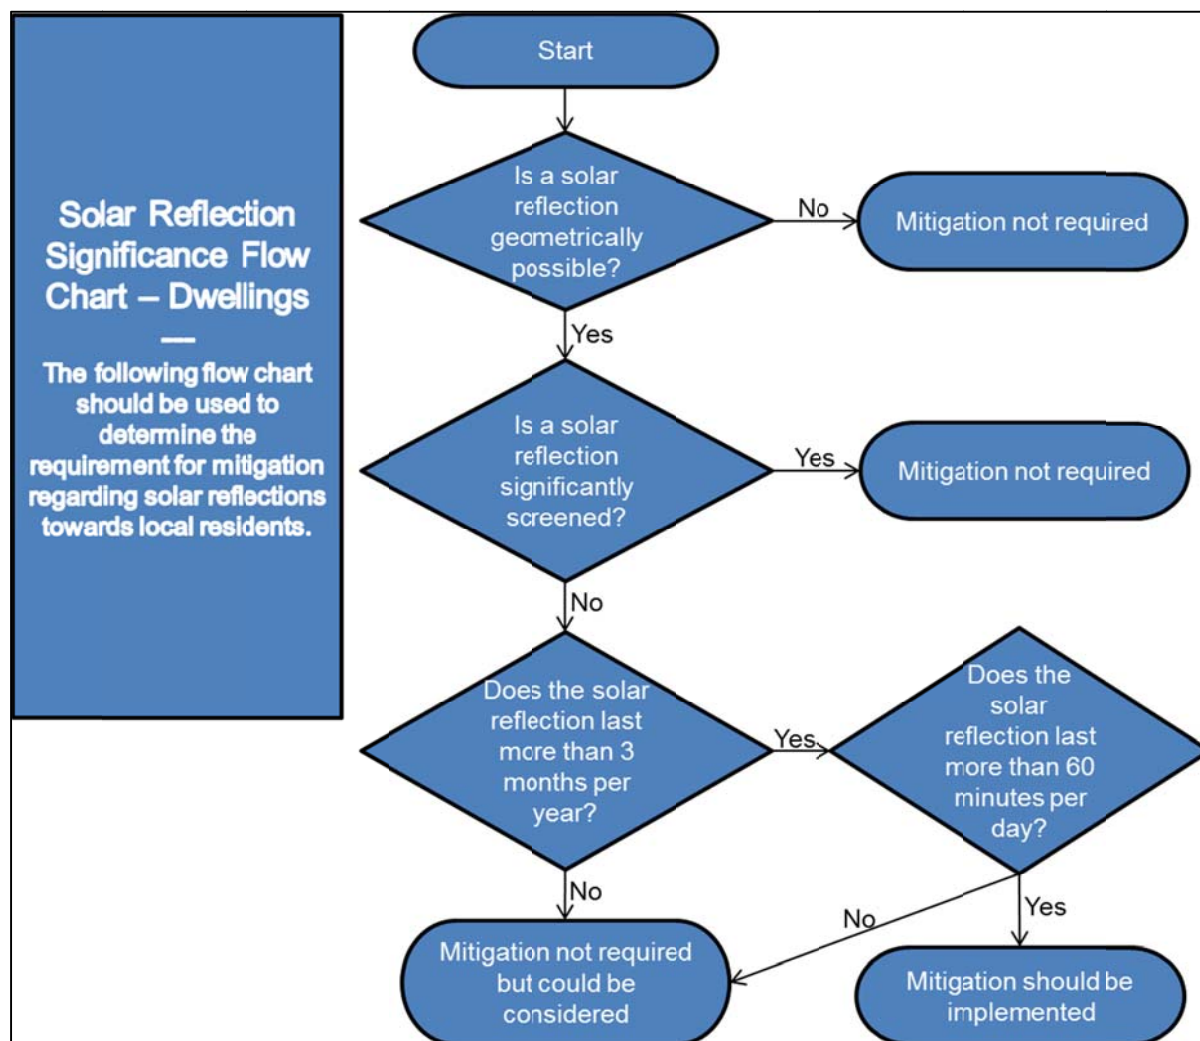 Solar Reflection
Significance Flow
Chart – Dwellings
—
The following flow chart
should be used to
determine the
requirement for mitigation
regarding solar reflections
towards local residents.
Start
Is a solar
reflection
geometrically
possible?
No
Mitigation not required
Yes
Is a solar
reflection
significantly
screened?
Yes
Mitigation not required
No
Does the solar
reflection last
more than 3
months per
year?
Yes
Does the
solar
reflection last
more than 60
minutes per
day?
No
No
Yes
Mitigation not required
but could be
considered
Mitigation should be
implemented